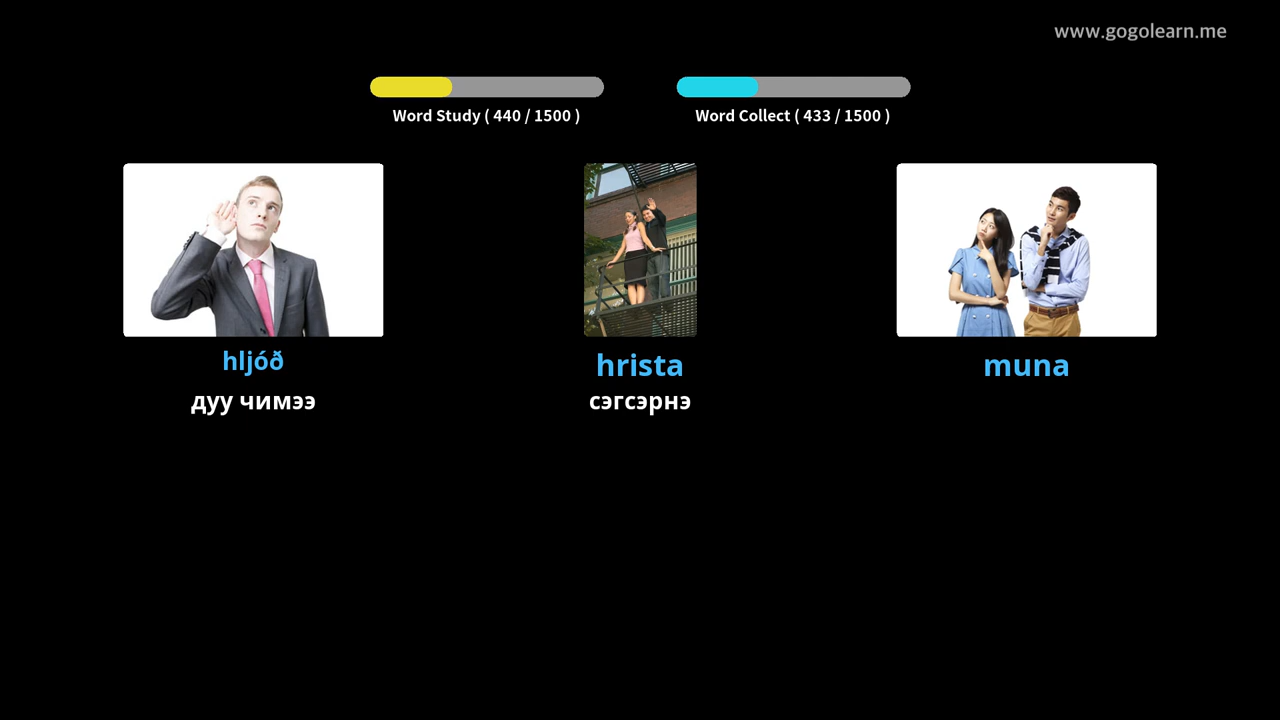 www.gogolearn.me
Word Study ( 440 / 1500 )
Word Collect ( 433 / 1500 )
hljóð
hrista
muna
дуу чимээ
сэгсэрнэ